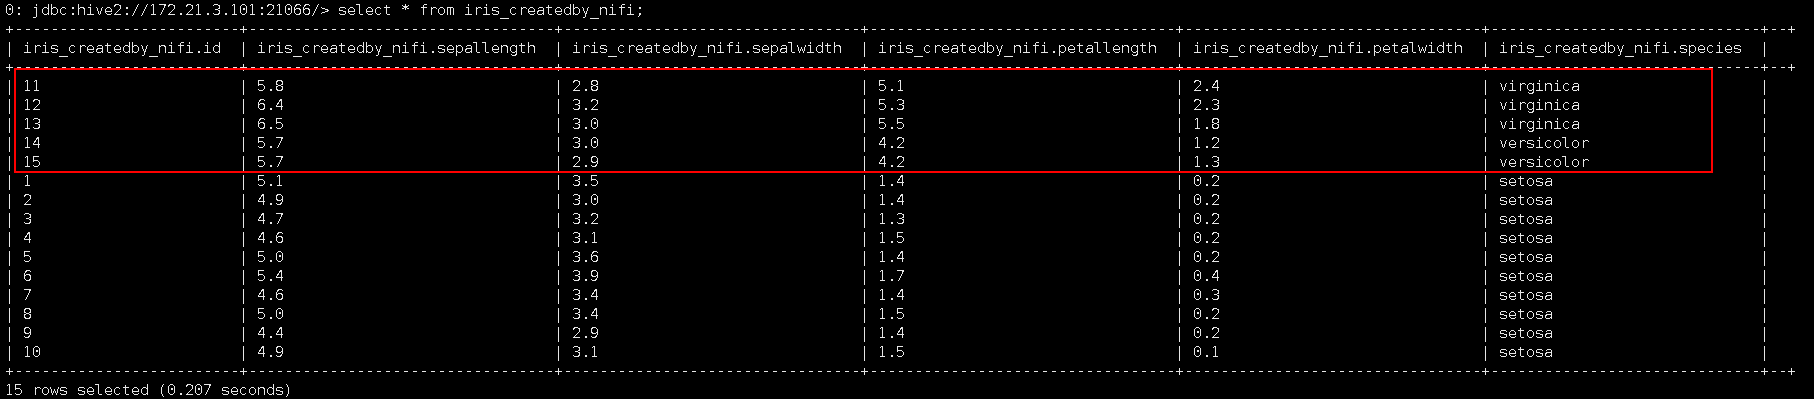 0: jdbc:hive2://172.21.3.101:21066/> select * from iris_createdby_nifi;
| iris_createdby_nifi.id | iris_createdby_nifi.sepallength | iris_createdby_nifi.sepalwidth | iris_createdby_nifi.petallength | iris_createdby_nifi.petalwidth | iris_createdby_nifi.species |
| 11 | 5.8 | 2.8 | 5.1 | 2.4 | virginica |
| 12 | 6.4 | 3.2 | 5.3 | 2.3 | virginica |
| 13 | 6.5 | 3.0 | 5.5 | 1.8 | virginica |
| 14 | 5.7 | 3.0 | 4.2 | 1.2 | versicolor |
| 15 | 5.7 | 2.9 | 4.2 | 1.3 | versicolor |
| 1 | 5.1 | 3.5 | 1.4 | 0.2 | setosa |
| 2 | 4.9 | 3.0 | 1.4 | 0.2 | setosa |
| 3 | 4.7 | 3.2 | 1.3 | 0.2 | setosa |
| 4 | 4.6 | 3.1 | 1.5 | 0.2 | setosa |
| 5 | 5.0 | 3.6 | 1.4 | 0.2 | setosa |
| 6 | 5.4 | 3.9 | 1.7 | 0.4 | setosa |
| 7 | 4.6 | 3.4 | 1.4 | 0.3 | setosa |
| 8 | 5.0 | 3.4 | 1.5 | 0.2 | setosa |
| 9 | 4.4 | 2.9 | 1.4 | 0.2 | setosa |
| 10 | 4.9 | 3.1 | 1.5 | 0.1 | setosa |
15 rows selected (0.207 seconds)